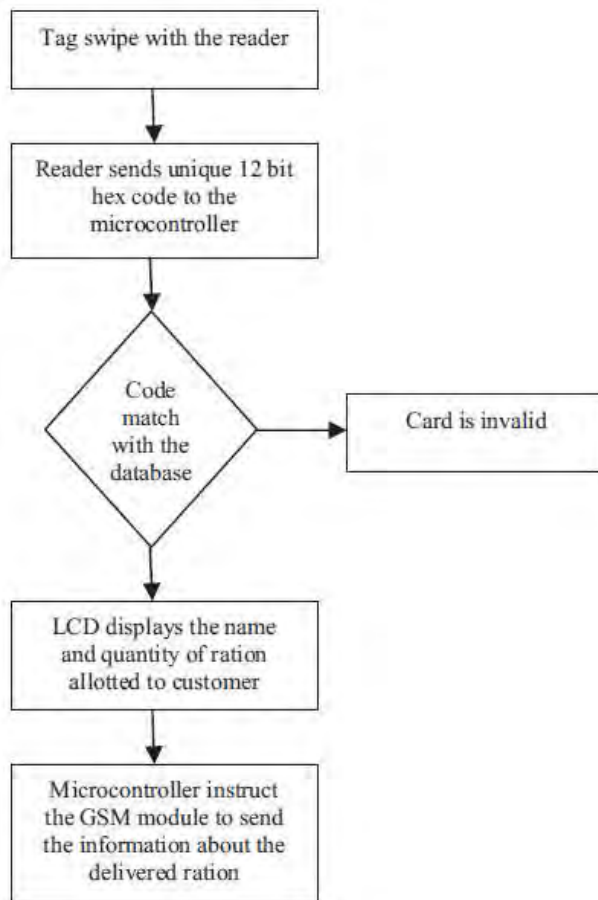 Tag swipe with the reader
Reader sends unique 12 bit
hex code to the
microcontroller
Code
match
with the
database
Card is invalid
LCD displays the name
and quantity of ration
allotted to customer
Microcontroller instruct
the GSM module to send
the information about the
delivered ration